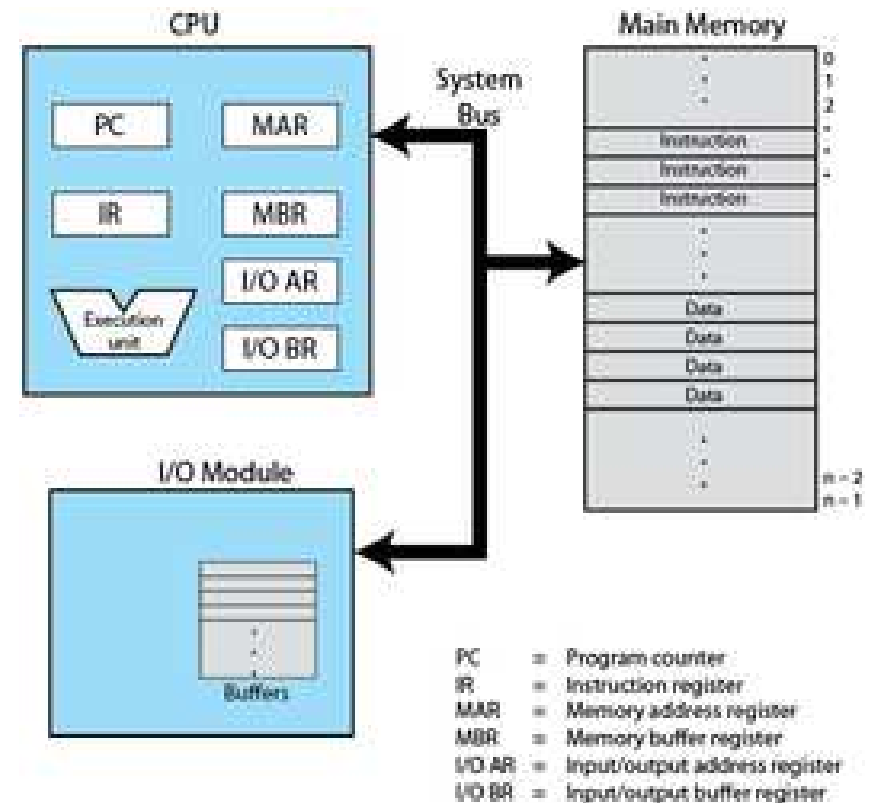 CPU
PC
MAR
IR
MBR
I/O AR
Execution
unit
I/O BR
System
Bus
Main Memory
0
1
2
Instruction
Instruction
Instruction
Data
Data
Data
Data
n - 2
n - 1
I/O Module
Buffers
PC = Program counter
IR = Instruction register
MAR = Memory address register
MBR = Memory buffer register
I/O AR = Input/output address register
I/O BR = Input/output buffer register